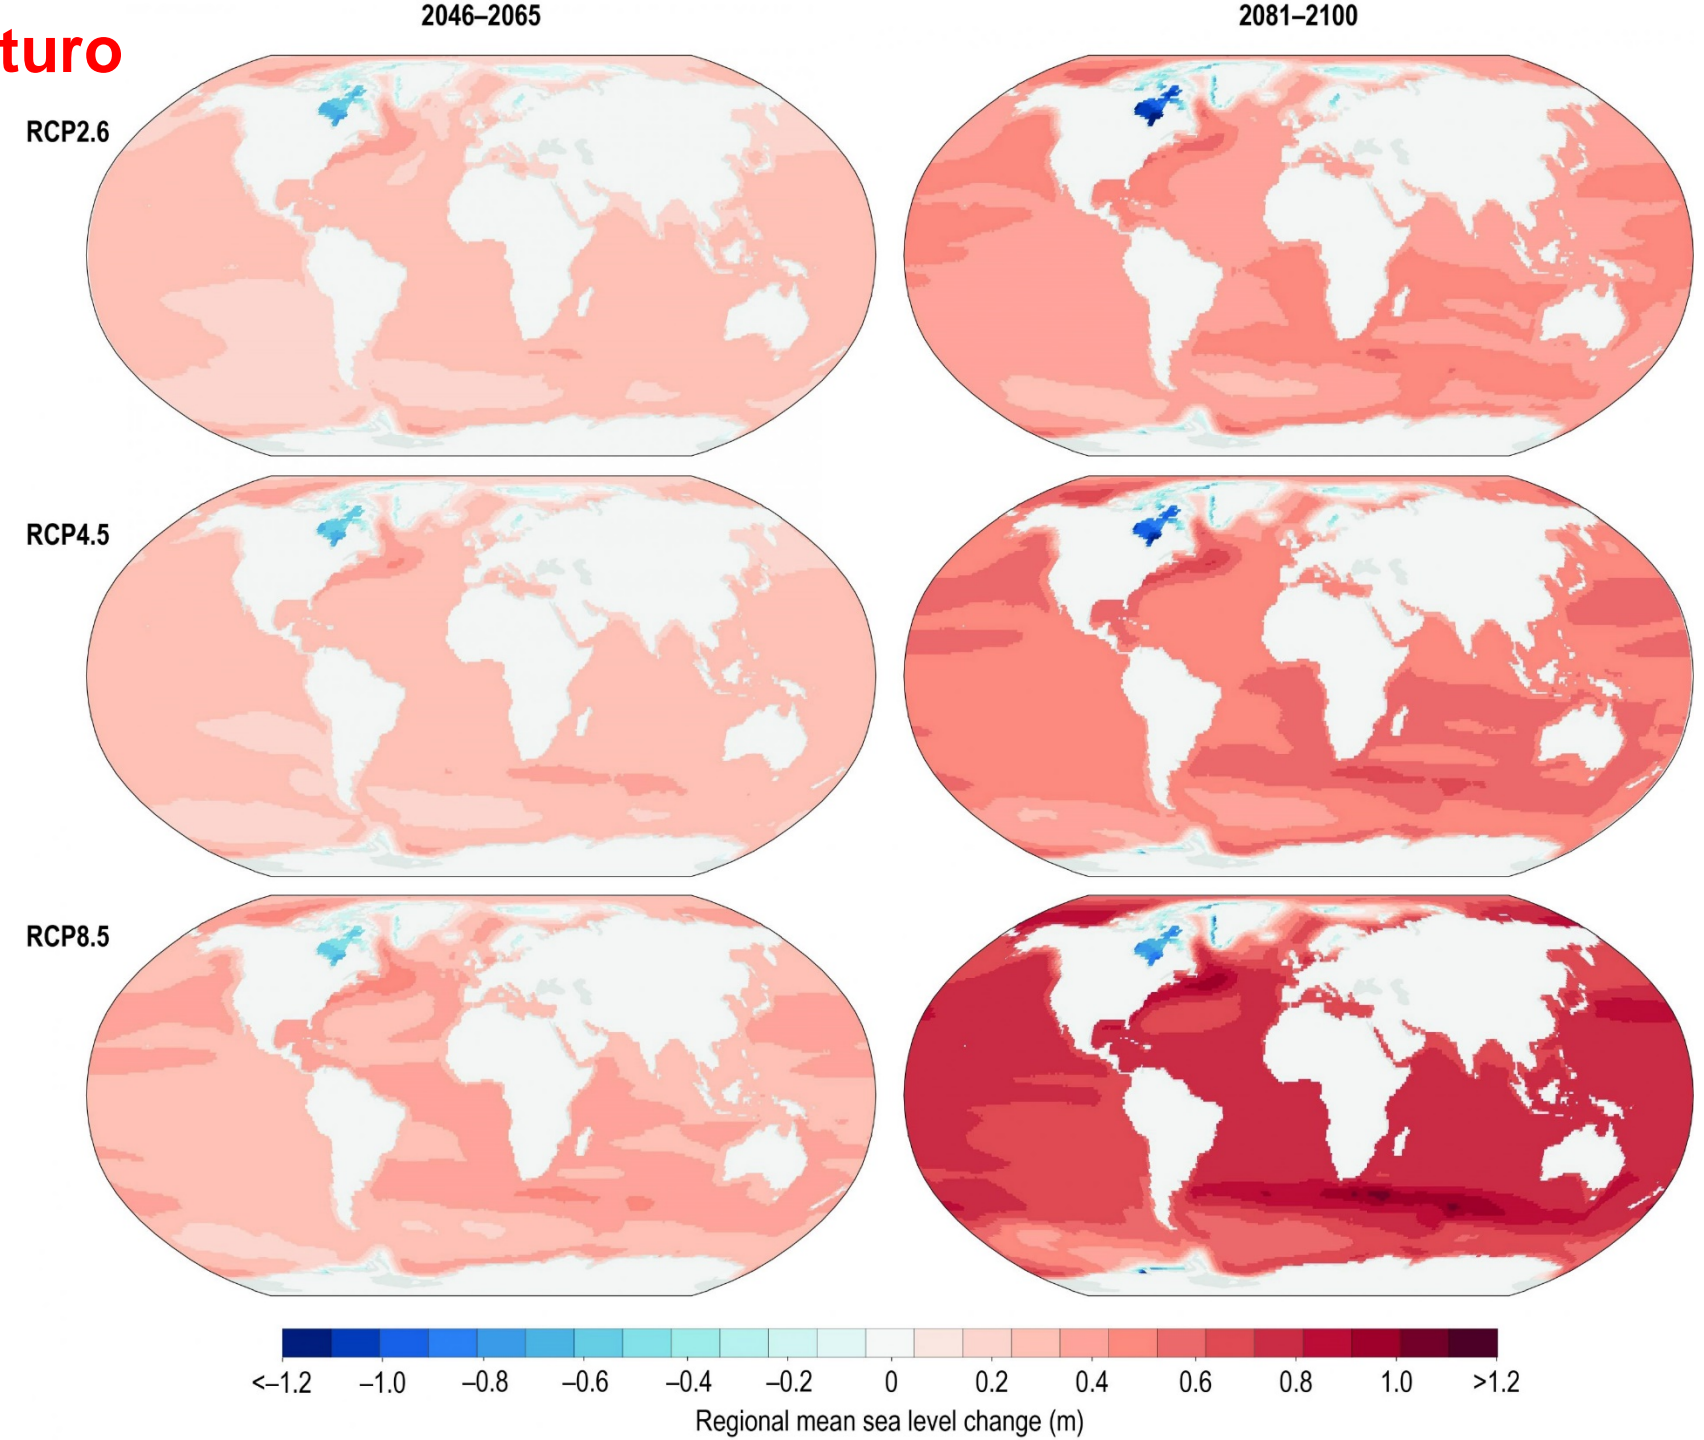 2046–2065 2081–2100
turo
RCP2.6
RCP4.5
RCP8.5
<–1.2 –1.0 –0.8 –0.6 –0.4 –0.2 0 0.2 0.4 0.6 0.8 1.0 >1.2
Regional mean sea level change (m)